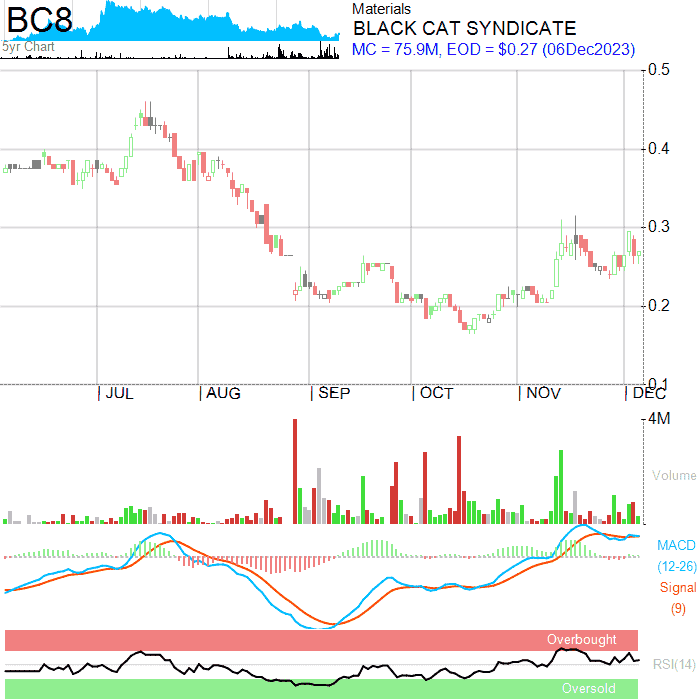 BC8
5yr Chart
Materials
BLACK CAT SYNDICATE
MC = 75.9M, EOD = $0.27 (06Dec2023)
0.5
0.4
0.3
0.2
0.1
| JUL | AUG | SEP | OCT | NOV | DEC
4M
Volume
MACD
(12-26)
Signal
(9)
Overbought
RSI(14)
Oversold